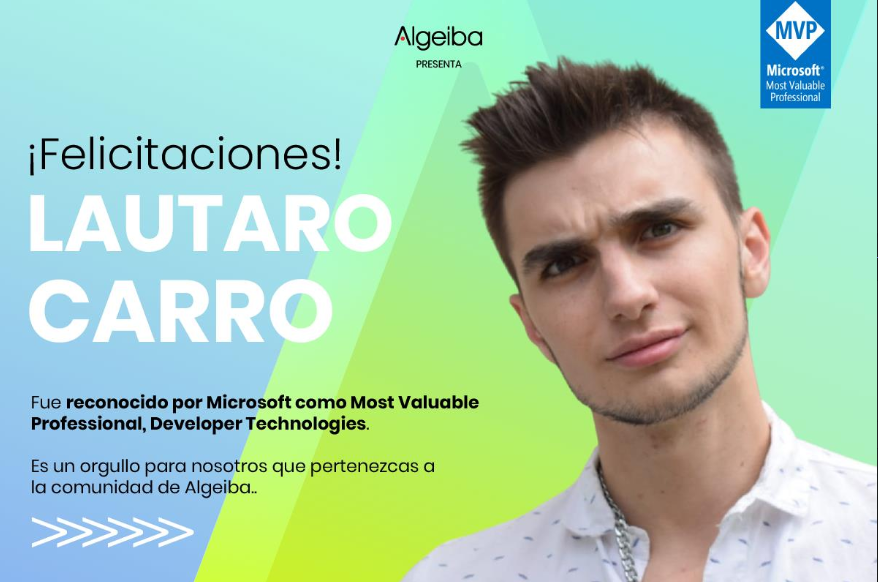 Algeiba
PRESENTA
MVP
Microsoft®
Most Valuable
Professional
¡Felicitaciones!
LAUTARO
CARRO
Fue reconocido por Microsoft como Most Valuable
Professional, Developer Technologies.
Es un orgullo para nosotros que pertenezcas a
la comunidad de Algeiba..